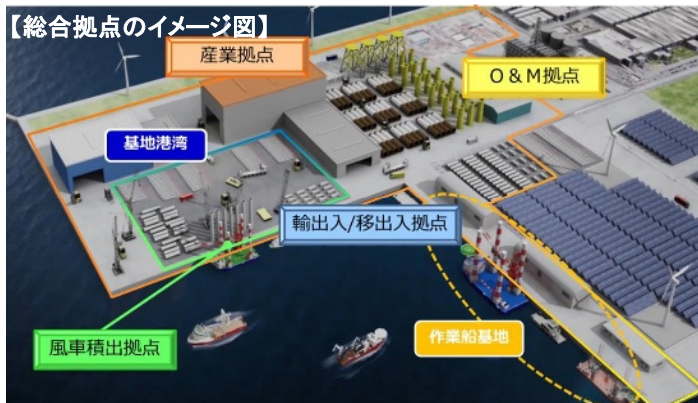 【総合拠点のイメージ図】
産業拠点
O&M拠点
基地港湾
輸出入/移出入拠点
風車積出拠点
作業船基地